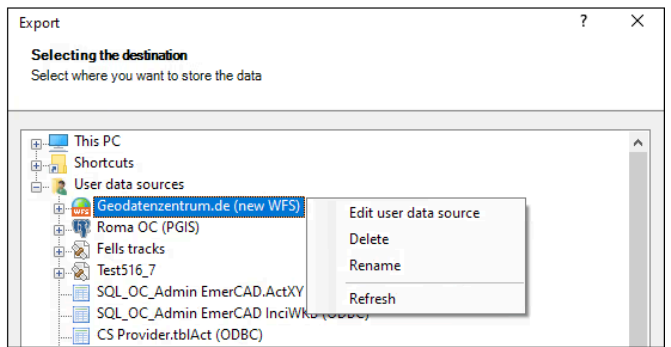 Export
?
Selecting the destination
Select where you want to store the data
This PC
Shortcuts
User data sources
WFS Geodatenzentrum.de (new WFS)
Edit user data source
Roma OC (PGIS)
Delete
Fells tracks
Rename
Test516_7
SQL_OC_Admin EmerCAD.ActXY
Refresh
SQL_OC_Admin EmerCAD InciWKB (ODBC)
CS Provider.tblAct (ODBC)